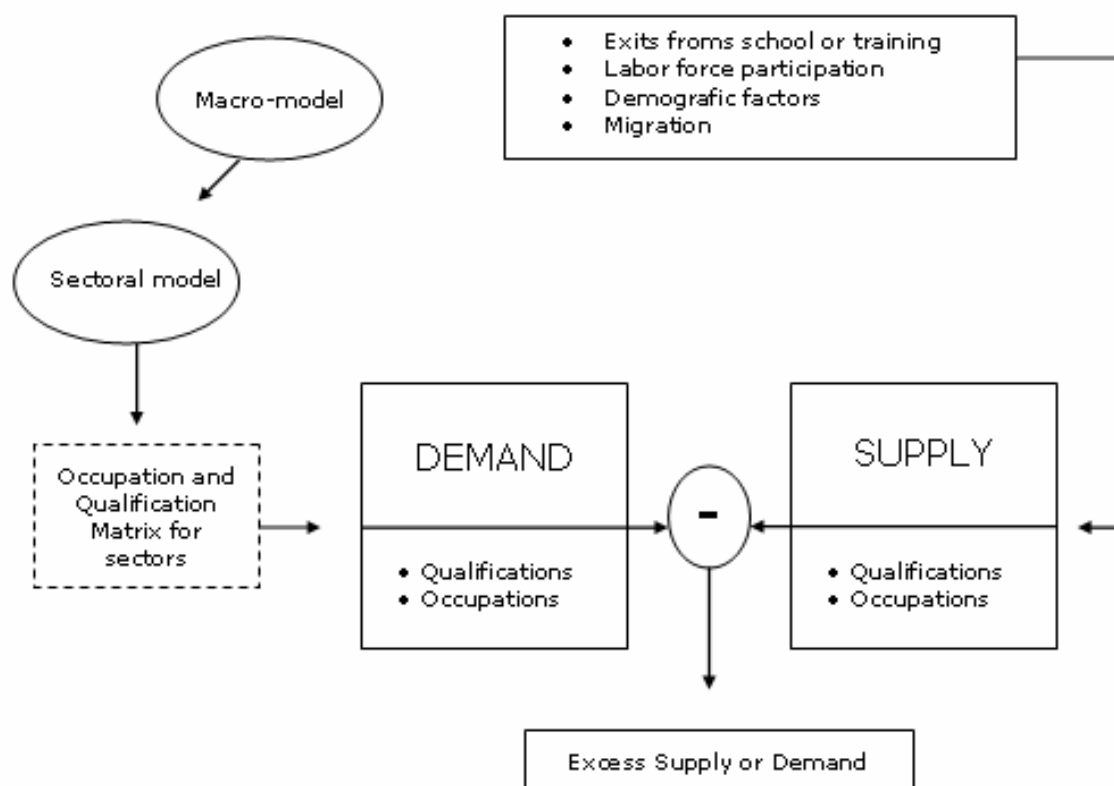 • Exits froms school or training
• Labor force participation
• Demografic factors
• Migration
Macro-model
Sectoral model
Occupation and
Qualification
Matrix for
sectors
DEMAND
• Qualifications
• Occupations
-
SUPPLY
• Qualifications
• Occupations
Excess Supply or Demand